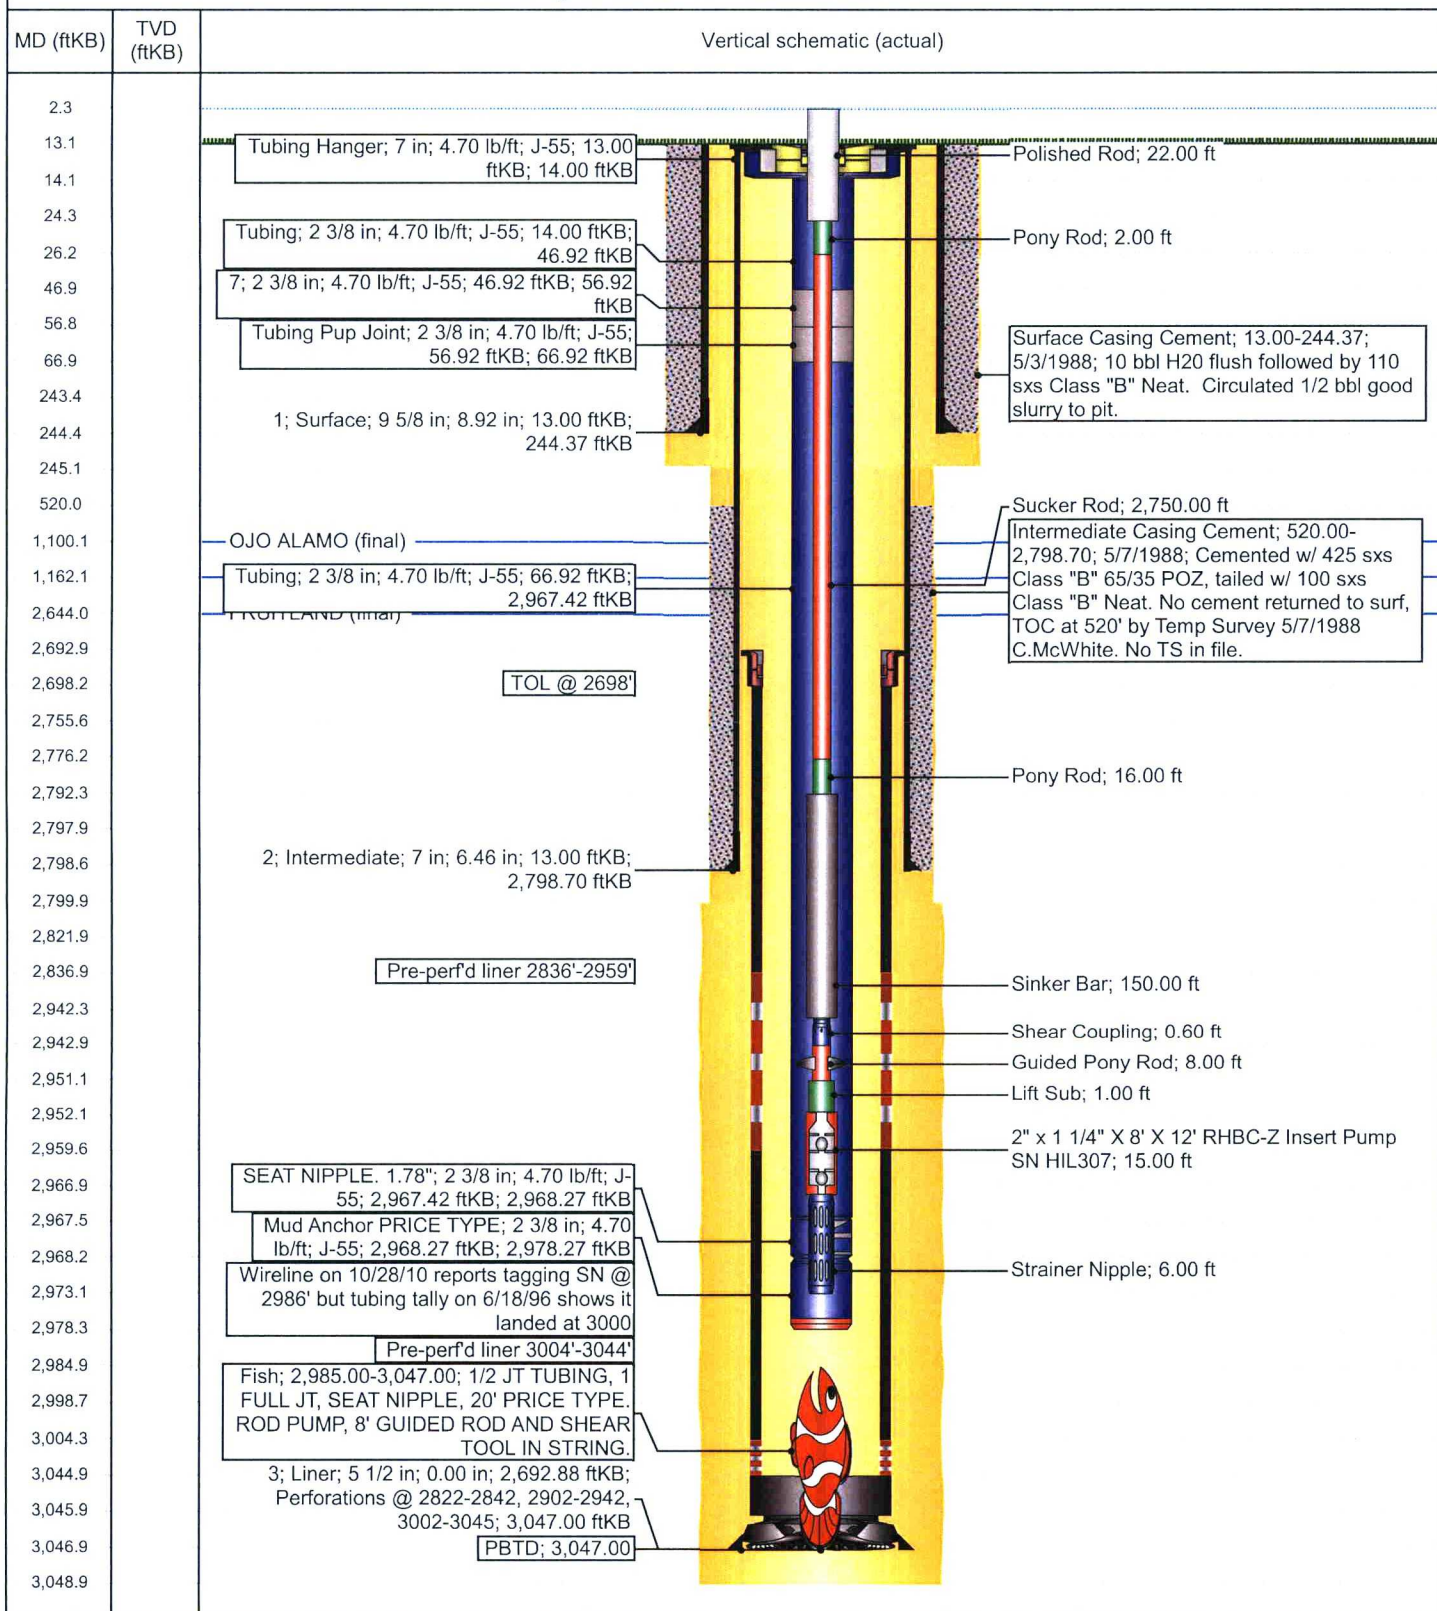 MD (ftKB)
TVD
(ftKB)
Vertical schematic (actual)
2.3
13.1
14.1
24.3
26.2
46.9
56.8
66.9
243.4
244.4
245.1
520.0
1,100.1
1,162.1
2,644.0
2,692.9
2,698.2
2,755.6
2,776.2
2,792.3
2,797.9
2,798.6
2,799.9
2,821.9
2,836.9
2,942.3
2,942.9
2,951.1
2,952.1
2,959.6
2,966.9
2,967.5
2,968.2
2,973.1
2,978.3
2,984.9
2,998.7
3,004.3
3,044.9
3,045.9
3,046.9
3,048.9
Tubing Hanger; 7 in; 4.70 lb/ft; J-55; 13.00
ftKB; 14.00 ftKB
Tubing; 2 3/8 in; 4.70 lb/ft; J-55; 14.00 ftKB;
46.92 ftKB
7; 2 3/8 in; 4.70 lb/ft; J-55; 46.92 ftKB; 56.92
ftKB
Tubing Pup Joint; 2 3/8 in; 4.70 lb/ft; J-55;
56.92 ftKB; 66.92 ftKB
1; Surface; 9 5/8 in; 8.92 in; 13.00 ftKB;
244.37 ftKB
OJO ALAMO (final)
Tubing; 2 3/8 in; 4.70 lb/ft; J-55; 66.92 ftKB;
2,967.42 ftKB
FRUITLAND (final)
TOL @ 2698'
2; Intermediate; 7 in; 6.46 in; 13.00 ftKB;
2,798.70 ftKB
Pre-perf'd liner 2836'-2959'
SEAT NIPPLE. 1.78"; 2 3/8 in; 4.70 lb/ft; J-
55; 2,967.42 ftKB; 2,968.27 ftKB
Mud Anchor PRICE TYPE; 2 3/8 in; 4.70
lb/ft; J-55; 2,968.27 ftKB; 2,978.27 ftKB
Wireline on 10/28/10 reports tagging SN @
2986' but tubing tally on 6/18/96 shows it
landed at 3000
Pre-perf'd liner 3004'-3044'
Fish; 2,985.00-3,047.00; 1/2 JT TUBING, 1
FULL JT, SEAT NIPPLE, 20' PRICE TYPE.
ROD PUMP, 8' GUIDED ROD AND SHEAR
TOOL IN STRING.
3; Liner; 5 1/2 in; 0.00 in; 2,692.88 ftKB;
Perforations @ 2822-2842, 2902-2942,
3002-3045; 3,047.00 ftKB
PBTD; 3,047.00
Polished Rod; 22.00 ft
Pony Rod; 2.00 ft
Surface Casing Cement; 13.00-244.37;
5/3/1988; 10 bbl H20 flush followed by 110
sxs Class "B" Neat. Circulated 1/2 bbl good
slurry to pit.
Sucker Rod; 2,750.00 ft
Intermediate Casing Cement; 520.00-
2,798.70; 5/7/1988; Cemented w/ 425 sxs
Class "B" 65/35 POZ, tailed w/ 100 sxs
Class "B" Neat. No cement returned to surf,
TOC at 520' by Temp Survey 5/7/1988
C.McWhite. No TS in file.
Pony Rod; 16.00 ft
Sinker Bar; 150.00 ft
Shear Coupling; 0.60 ft
Guided Pony Rod; 8.00 ft
Lift Sub; 1.00 ft
2" x 1 1/4" X 8' X 12' RHBC-Z Insert Pump
SN HIL307; 15.00 ft
Strainer Nipple; 6.00 ft